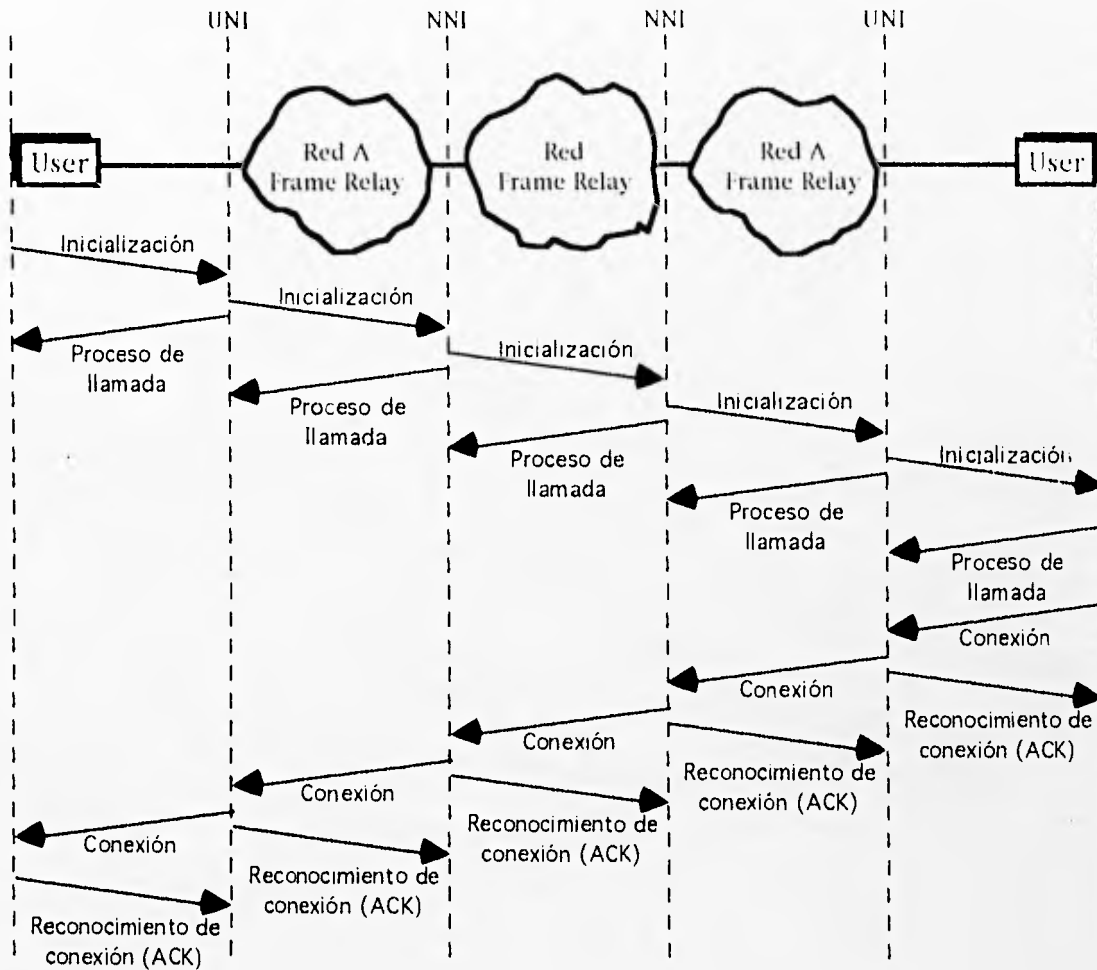 UNI
NNI
NNI
UNI
User
Red A
Frame Relay
Red
Frame Relay
Red A
Frame Relay
User
Inicialización
Inicialización
Proceso de
llamada
Inicialización
Proceso de
llamada
Inicialización
Proceso de
llamada
Inicialización
Proceso de
llamada
Proceso de
llamada
Conexión
Conexión
Reconocimiento de
conexión (ACK)
Conexión
Reconocimiento de
conexión (ACK)
Conexión
Reconocimiento de
conexión (ACK)
Conexión
Reconocimiento de
conexión (ACK)
Reconocimiento de
conexión (ACK)